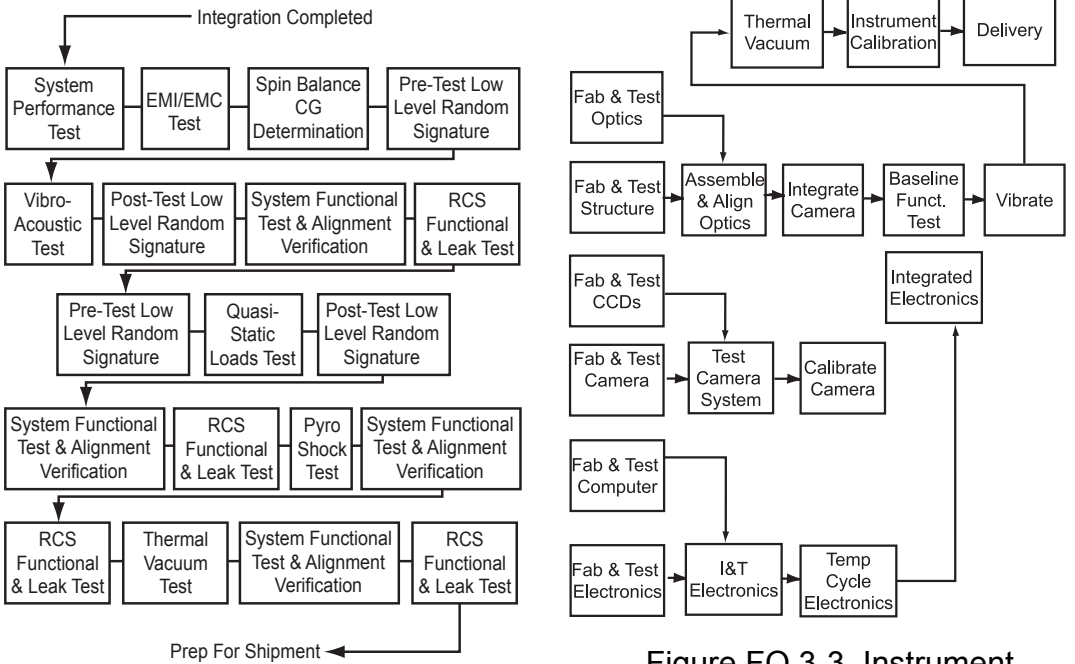 Integration Completed
System
Performance
Test
EMI/EMC
Test
Spin Balance
CG
Determination
Pre-Test Low
Level Random
Signature
Vibro-
Acoustic
Test
Post-Test Low
Level Random
Signature
System Functional
Test & Alignment
Verification
RCS
Functional
& Leak Test
Pre-Test Low
Level Random
Signature
Quasi-
Static
Loads Test
Post-Test Low
Level Random
Signature
System Functional
Test & Alignment
Verification
RCS
Functional
& Leak Test
Pyro
Shock
Test
System Functional
Test & Alignment
Verification
RCS
Functional
& Leak Test
Thermal
Vacuum
Test
System Functional
Test & Alignment
Verification
RCS
Functional
& Leak Test
Prep For Shipment
Thermal
Vacuum
Instrument
Calibration
Delivery
Fab & Test
Optics
Fab & Test
Structure
Assemble
& Align
Optics
Integrate
Camera
Baseline
Funct.
Test
Vibrate
Integrated
Electronics
Fab & Test
CCDs
Fab & Test
Camera
Test
Camera
System
Calibrate
Camera
Fab & Test
Computer
Fab & Test
Electronics
I&T
Electronics
Temp
Cycle
Electronics
Figure FO 3-3. Instrument